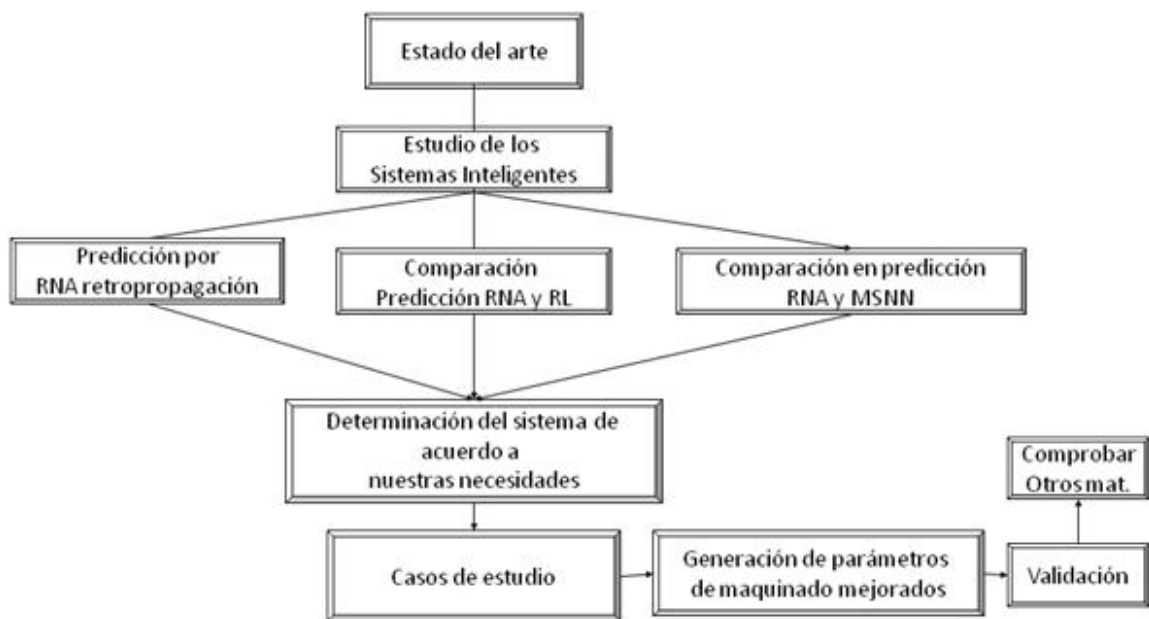 Estado del arte
Estudio de los
Sistemas Inteligentes
Predicción por
RNA retropropagación
Comparación
Predicción RNA y RL
Comparación en predicción
RNA y MSNN
Determinación del sistema de
acuerdo a
nuestras necesidades
Comprobar
Otros mat.
Casos de estudio
Generación de parámetros
de maquinado mejorados
Validación